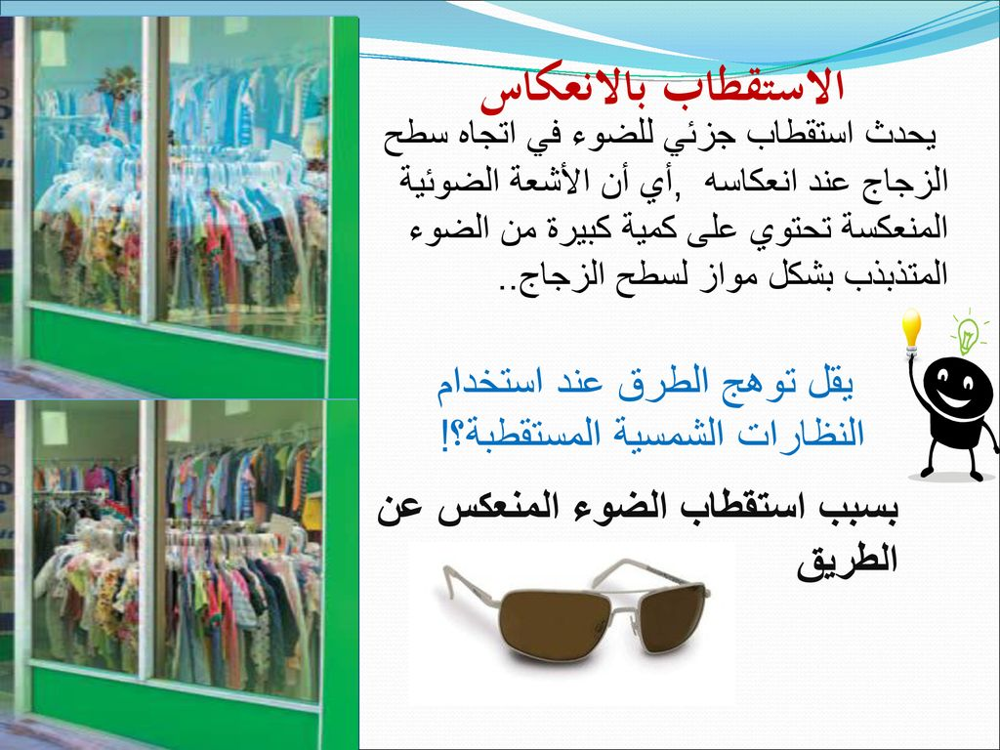 الاستقطاب بالانعكاس
يحدث استقطاب جزئي للضوء في اتجاه سطح
الزجاج عند انعكاسه ,أي أن الأشعة الضوئية
المنعكسة تحتوي على كمية كبيرة من الضوء
المتذبذب بشكل مواز لسطح الزجاج..
يقل توهج الطرق عند استخدام
النظارات الشمسية المستقطبة؟!
بسبب استقطاب الضوء المنعكس عن
الطريق